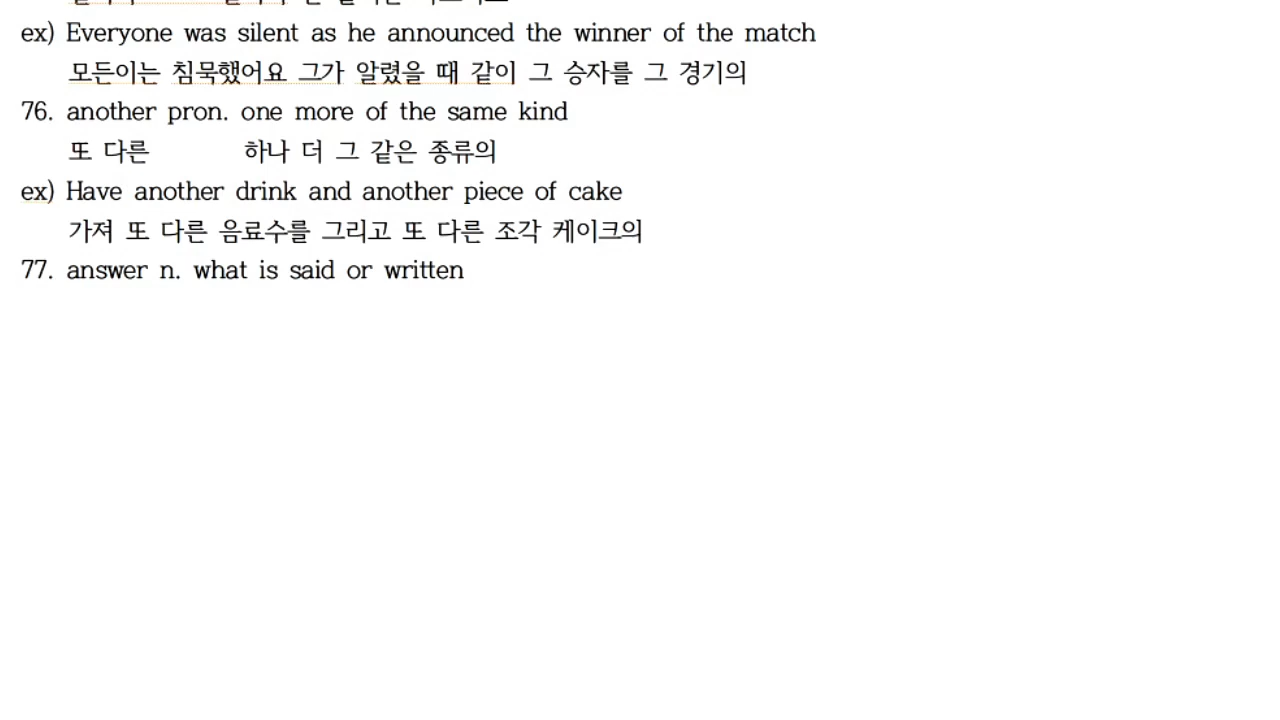 ex) Everyone was silent as he announced the winner of the match
모든이는 침묵했어요 그가 알렸을 때 같이 그 승자를 그 경기의
76. another pron. one more of the same kind
또 다른 하나 더 그 같은 종류의
ex) Have another drink and another piece of cake
가져 또 다른 음료수를 그리고 또 다른 조각 케이크의
77. answer n. what is said or written